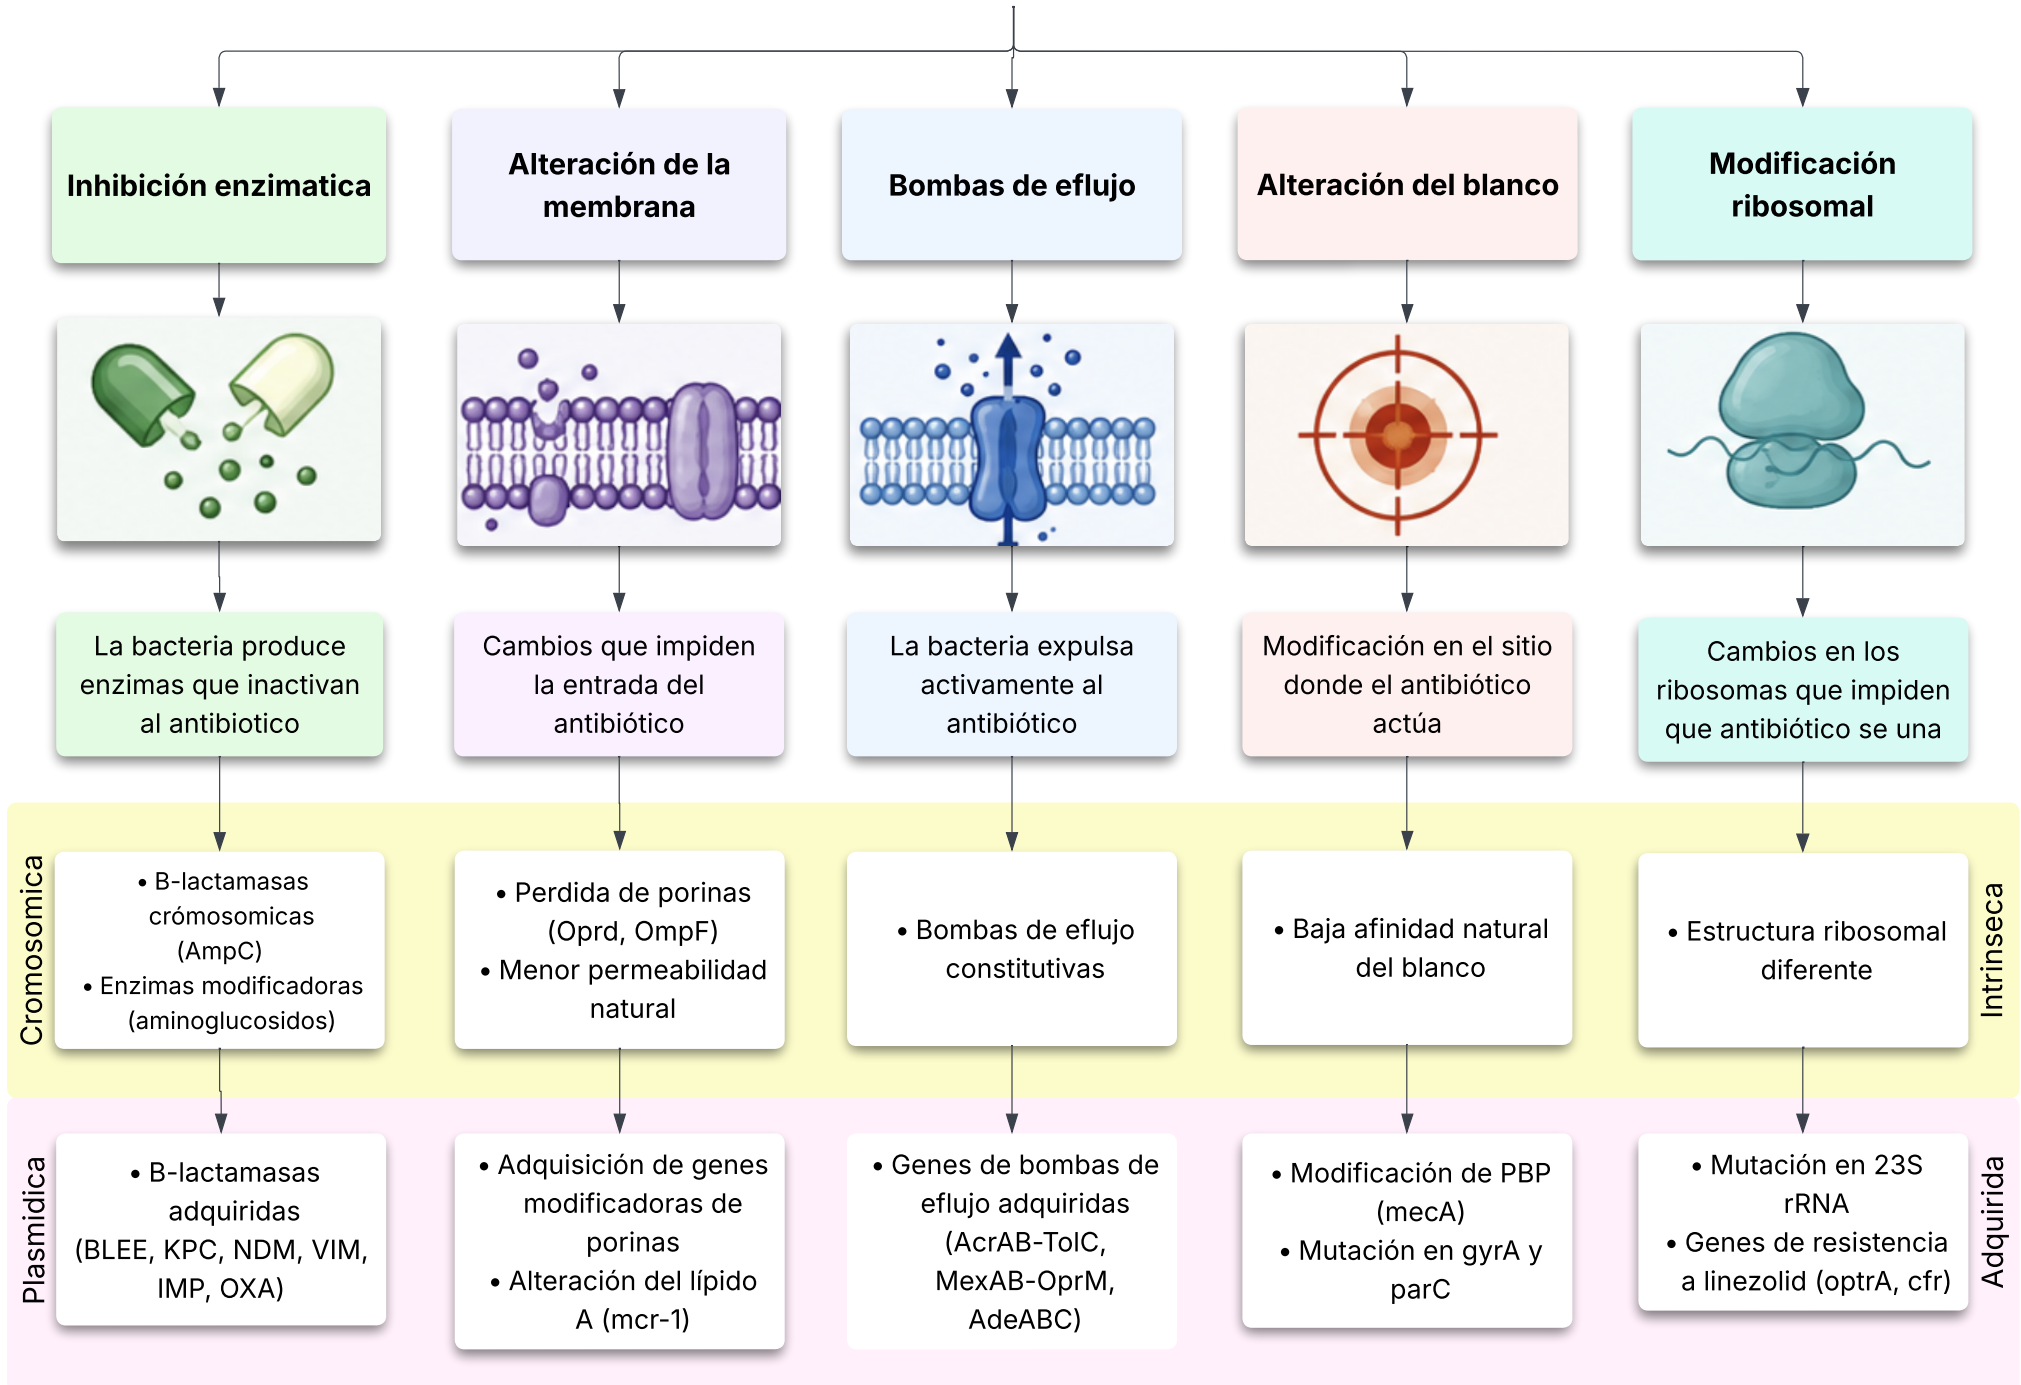 Inhibición enzimatica
Alteración de la
membrana
Bombas de eflujo
Alteración del blanco
Modificación
ribosomal
La bacteria produce
enzimas que inactivan
al antibiotico
Cambios que impiden
la entrada del
antibiótico
La bacteria expulsa
activamente al
antibiótico
Modificación en el sitio
donde el antibiótico
actúa
Cambios en los
ribosomas que impiden
que antibiótico se una
Cromosomica
• B-lactamasas
crómosomicas
(AmpC)
• Enzimas modificadoras
(aminoglucosidos)
• Perdida de porinas
(Oprd, OmpF)
• Menor permeabilidad
natural
• Bombas de eflujo
constitutivas
• Baja afinidad natural
del blanco
• Estructura ribosomal
diferente
Intrinseca
Plasmidica
• B-lactamasas
adquiridas
(BLEE, KPC, NDM, VIM,
IMP, OXA)
• Adquisición de genes
modificadoras de
porinas
• Alteración del lípido
A (mcr-1)
• Genes de bombas de
eflujo adquiridas
(AcrAB-TolC,
MexAB-OprM,
AdeABC)
• Modificación de PBP
(mecA)
• Mutación en gyrA y
parC
• Mutación en 23S
rRNA
• Genes de resistencia
a linezolid (optrA, cfr)
Adquirida